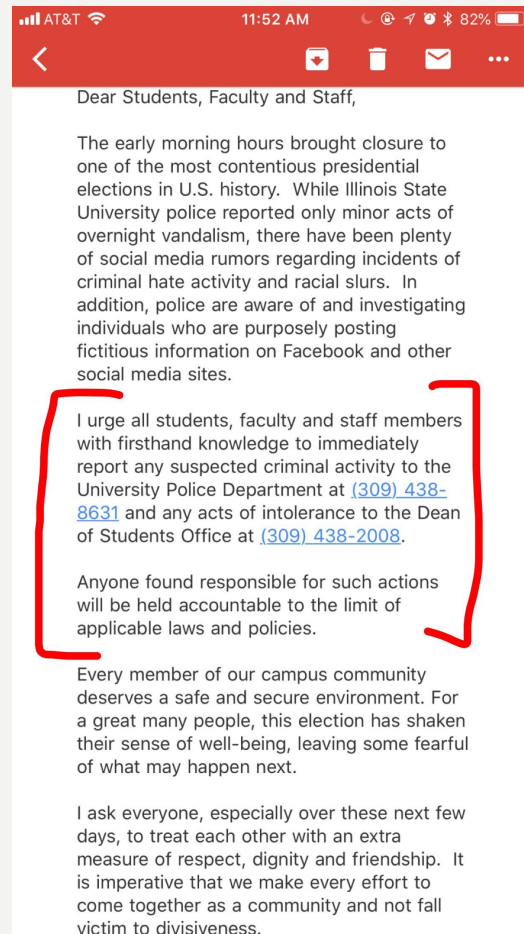 AT&T 11:52 AM 82%
Dear Students, Faculty and Staff,
The early morning hours brought closure to
one of the most contentious presidential
elections in U.S. history.  While Illinois State
University police reported only minor acts of
overnight vandalism, there have been plenty
of social media rumors regarding incidents of
criminal hate activity and racial slurs.  In
addition, police are aware of and investigating
individuals who are purposely posting
fictitious information on Facebook and other
social media sites.
I urge all students, faculty and staff members
with firsthand knowledge to immediately
report any suspected criminal activity to the
University Police Department at (309) 438-
8631 and any acts of intolerance to the Dean
of Students Office at (309) 438-2008.
Anyone found responsible for such actions
will be held accountable to the limit of
applicable laws and policies.
Every member of our campus community
deserves a safe and secure environment. For
a great many people, this election has shaken
their sense of well-being, leaving some fearful
of what may happen next.
I ask everyone, especially over these next few
days, to treat each other with an extra
measure of respect, dignity and friendship.  It
is imperative that we make every effort to
come together as a community and not fall
victim to divisiveness.